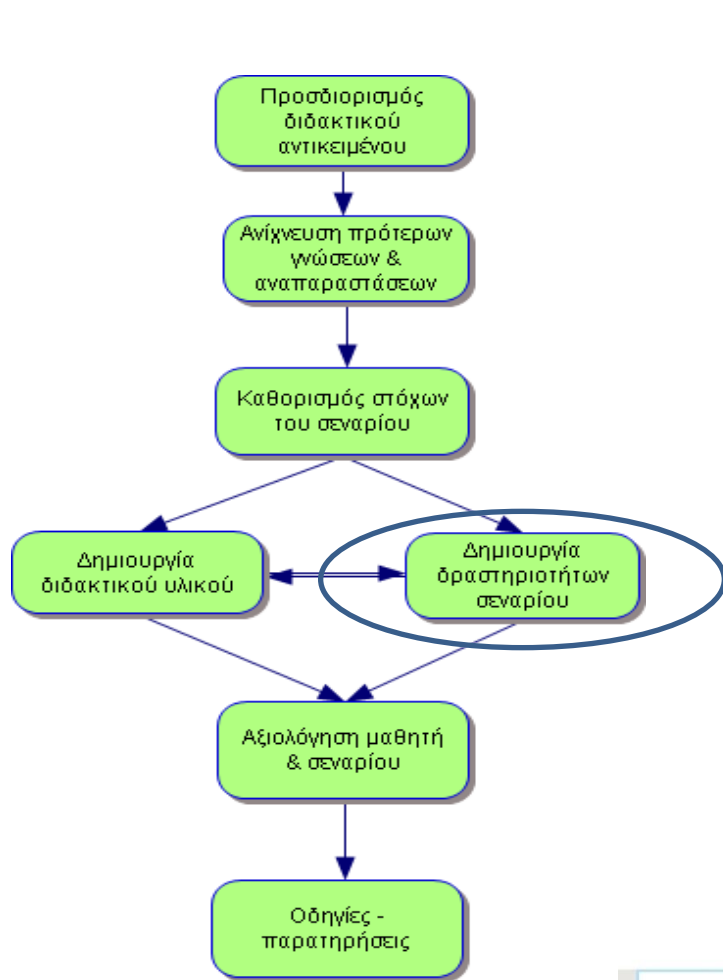 Προσδιορισμός
διδακτικού
αντικειμένου
Ανίχνευση πρότερων
γνώσεων &
αναπαραστάσεων
Καθορισμός στόχων
του σεναρίου
Δημιουργία
διδακτικού υλικού
Δημιουργία
δραστηριοτήτων
σεναρίου
Αξιολόγηση μαθητή
& σεναρίου
Οδηγίες -
παρατηρήσεις